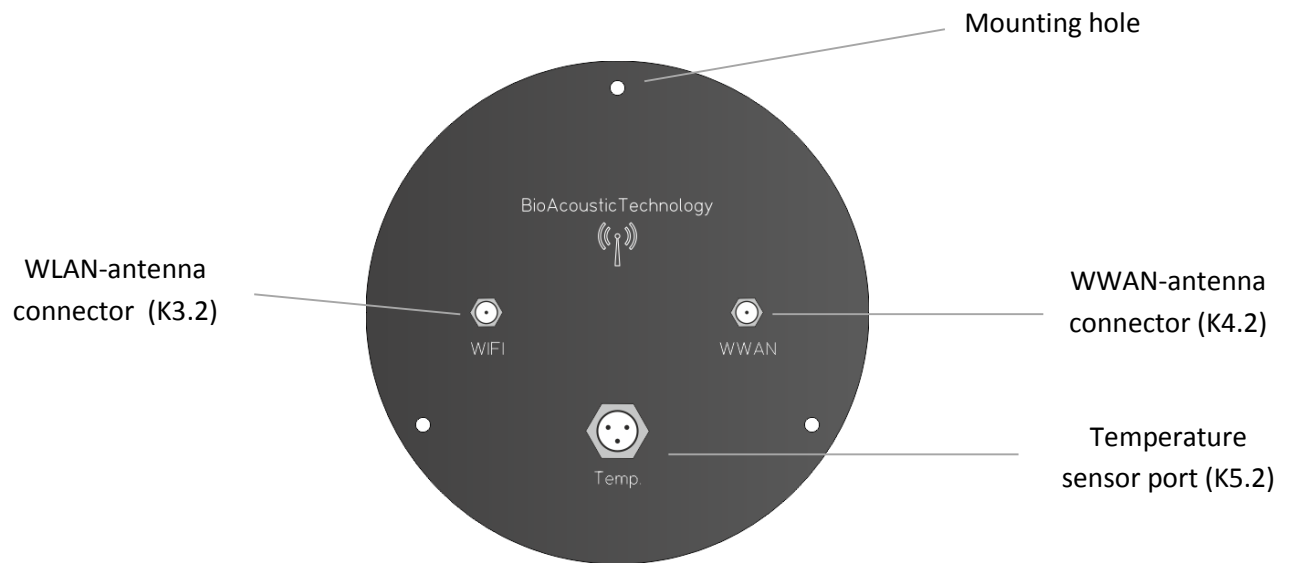 Mounting hole
BioAcousticTechnology
WLAN-antenna
connector (K3.2)
WWAN-antenna
connector (K4.2)
WIFI
WWAN
Temperature
sensor port (K5.2)
Temp.